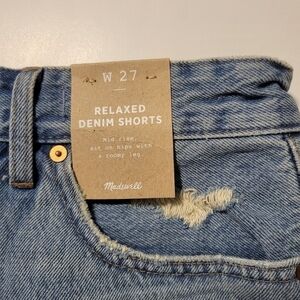 W 27
RELAXED
DENIM SHORTS
Mid rise,
sit on hips with
a roomy leg
Madewell